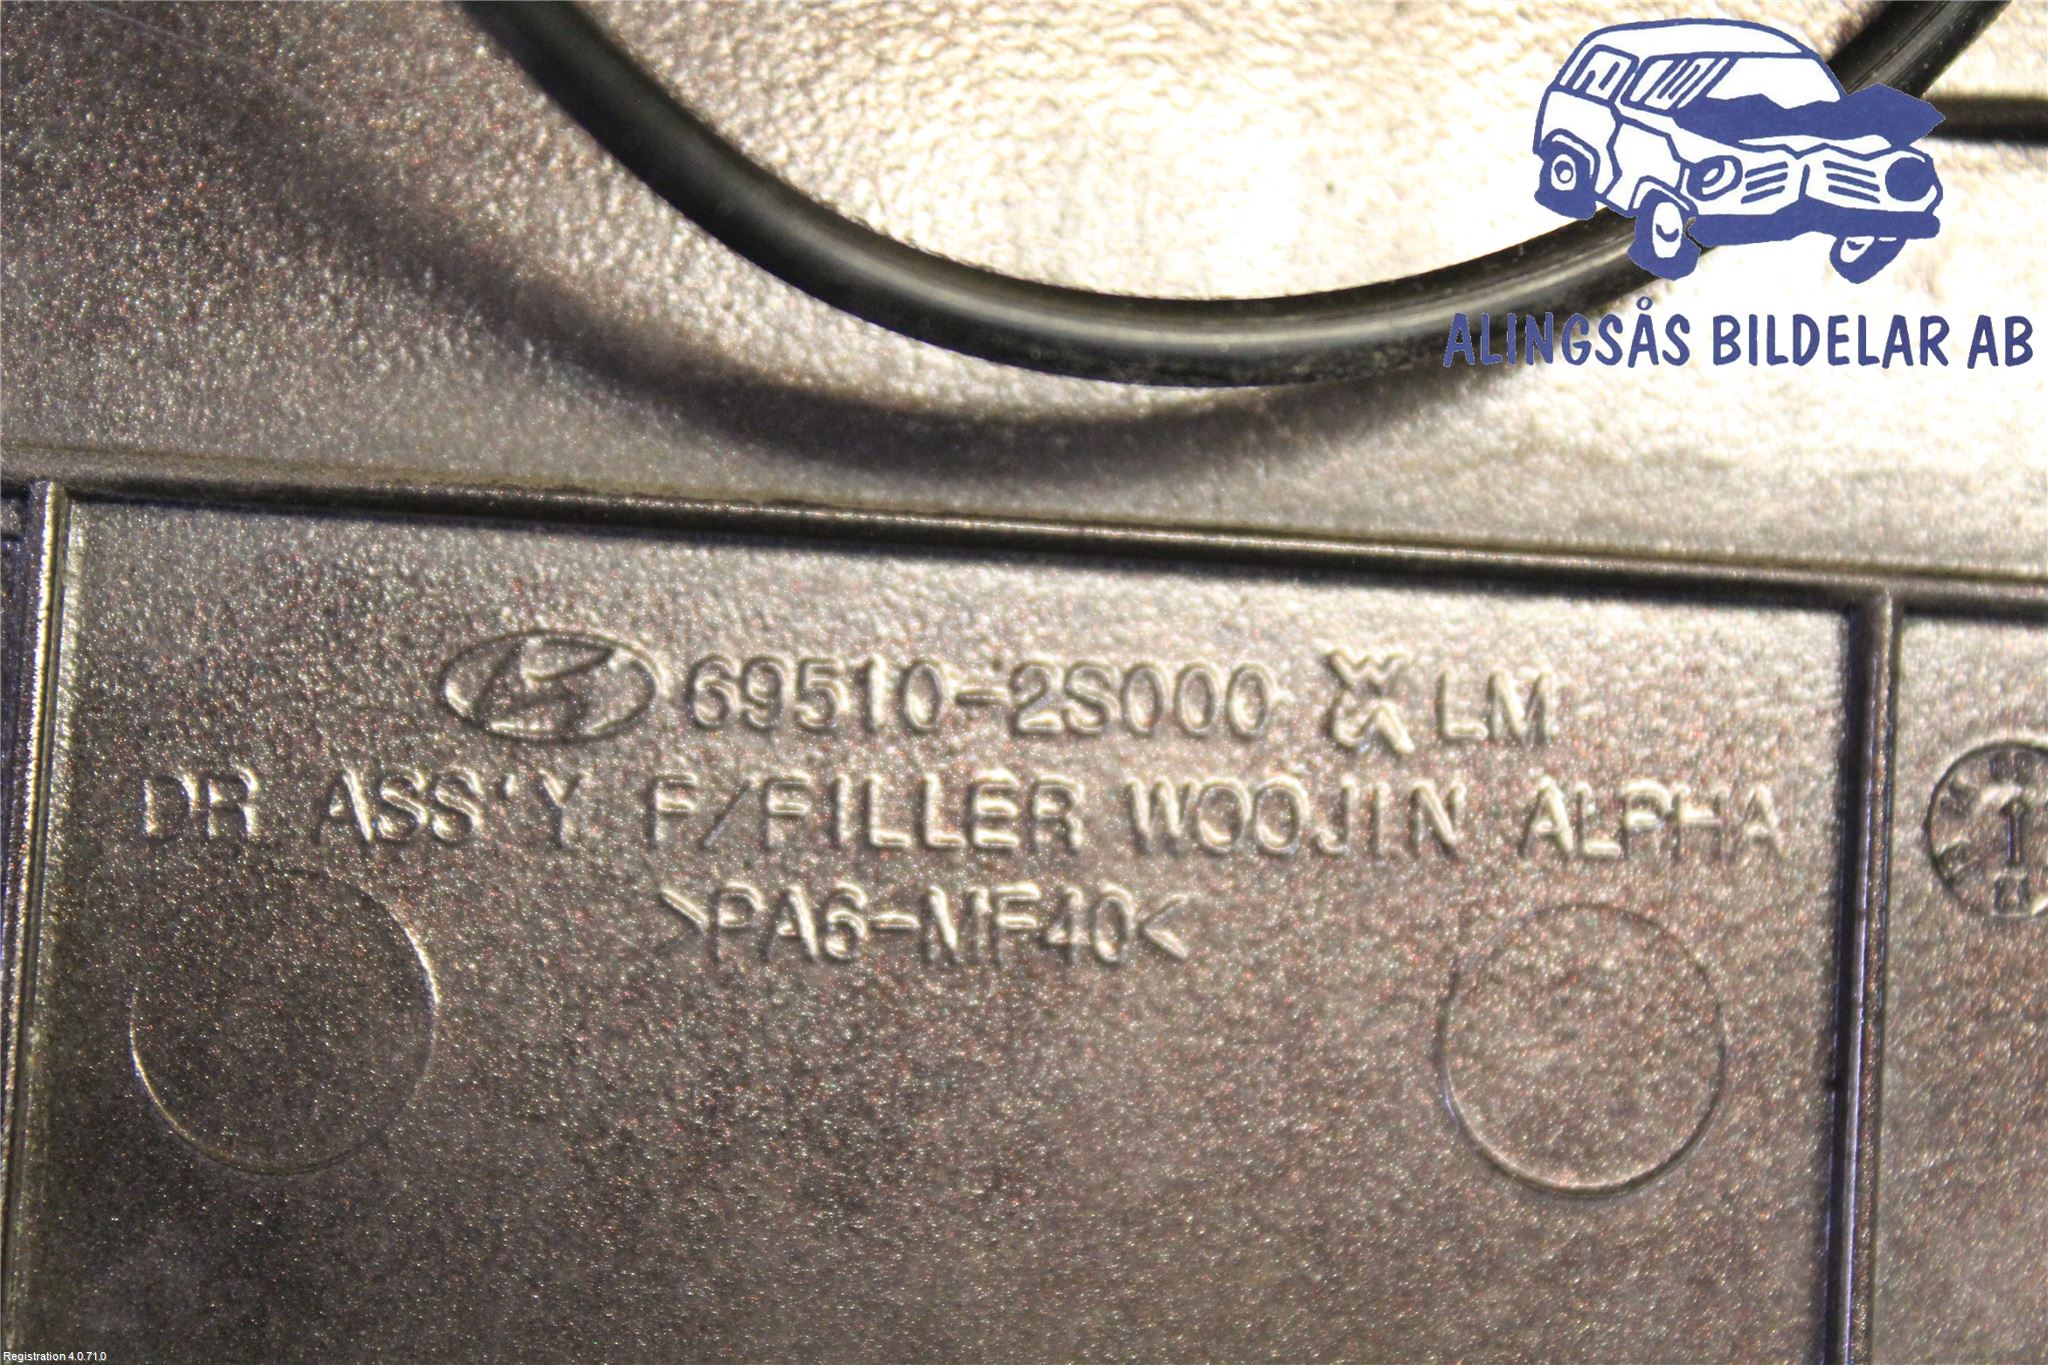 ALINGSÅS BILDELAR AB
69510-2S000 LM
DR ASS'Y F/FILLER WOOJIN ALPHA
>PA6-MF40<
Registration 4.0.71.0